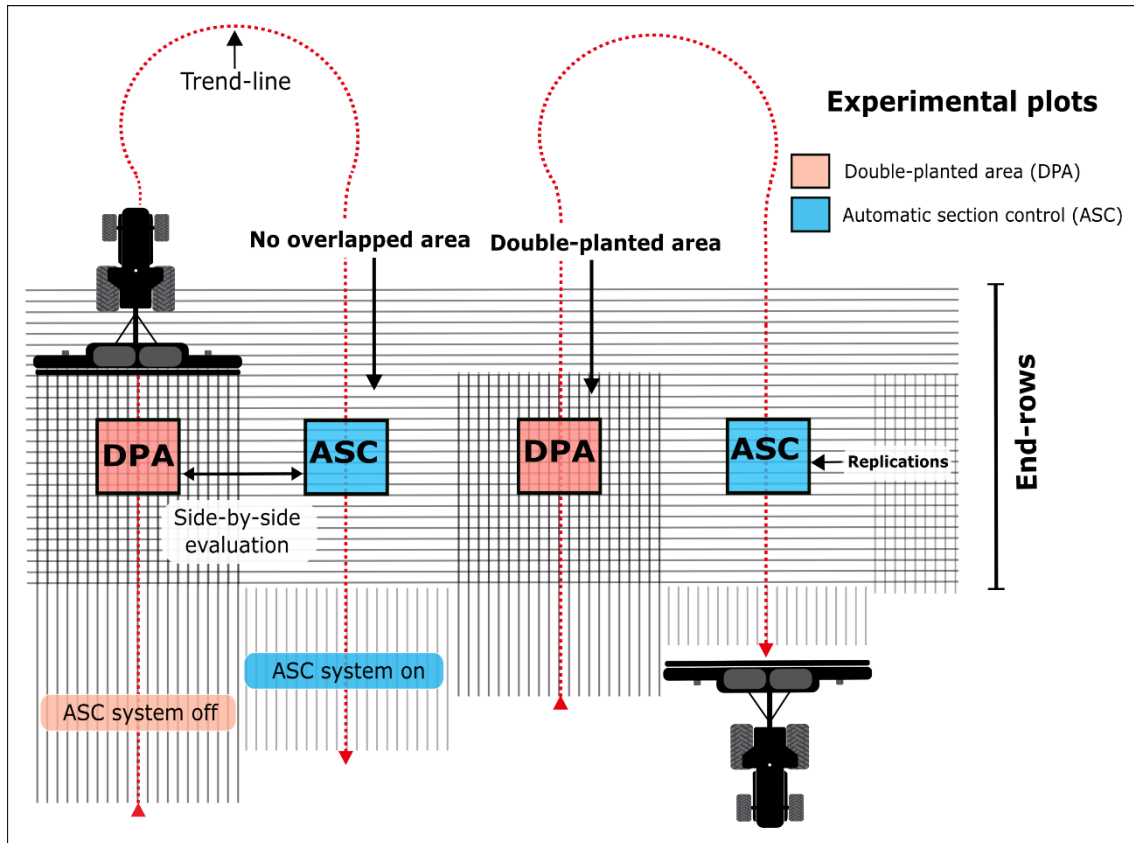 Trend-line
Experimental plots
Double-planted area (DPA)
Automatic section control (ASC)
No overlapped area
Double-planted area
DPA
ASC
DPA
ASC
Replications
Side-by-side
evaluation
End-rows
ASC system on
ASC system off